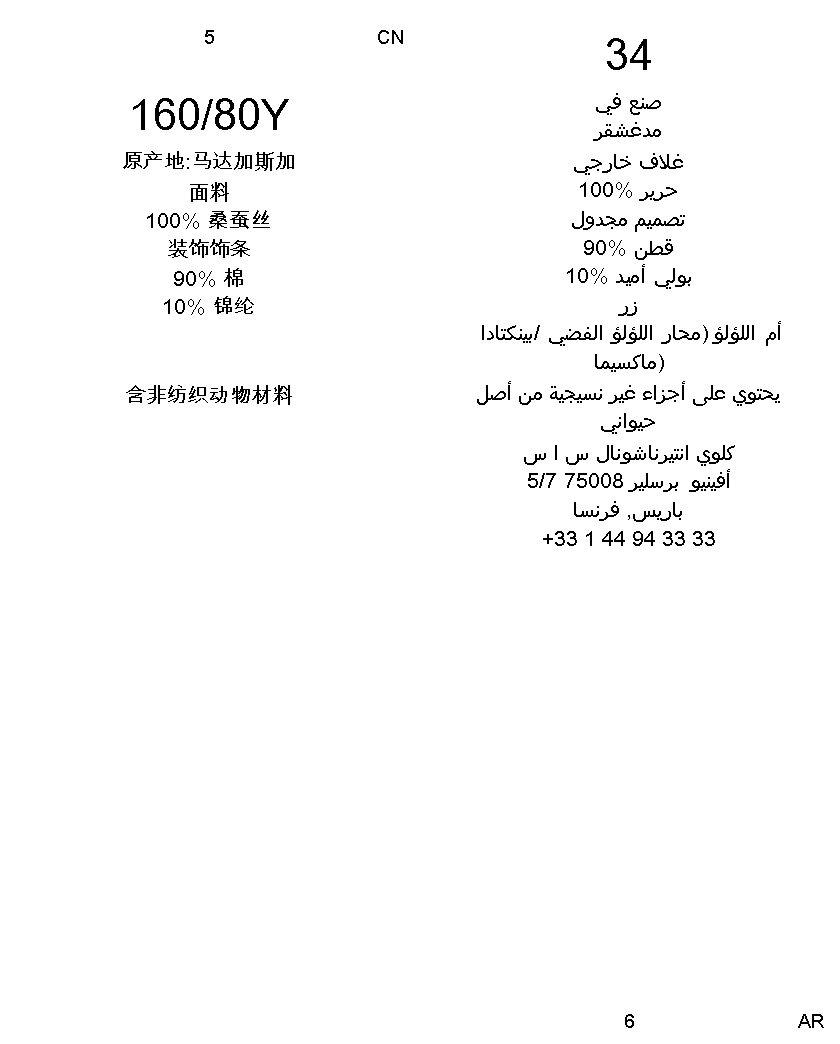 5
CN
160/80Y
原产地:马达加斯加
面料
100% 桑蚕丝
装饰饰条
90% 棉
10% 锦纶
含非纺织动物材料
34
صنع في
مدغشقر
غلاف خارجي
100% حرير
تصميم مجدول
90% قطن
10% بولي أميد
زر
أم اللؤلؤ (محار اللؤلؤ الفضي /بينكتادا
ماكسيما)
يحتوي على أجزاء غير نسيجية من أصل
حيواني
كلوي انتيرناشونال س ا س
5/7 أفينيو برسلير 75008
باريس, فرنسا
+33 1 44 94 33 33
6
AR